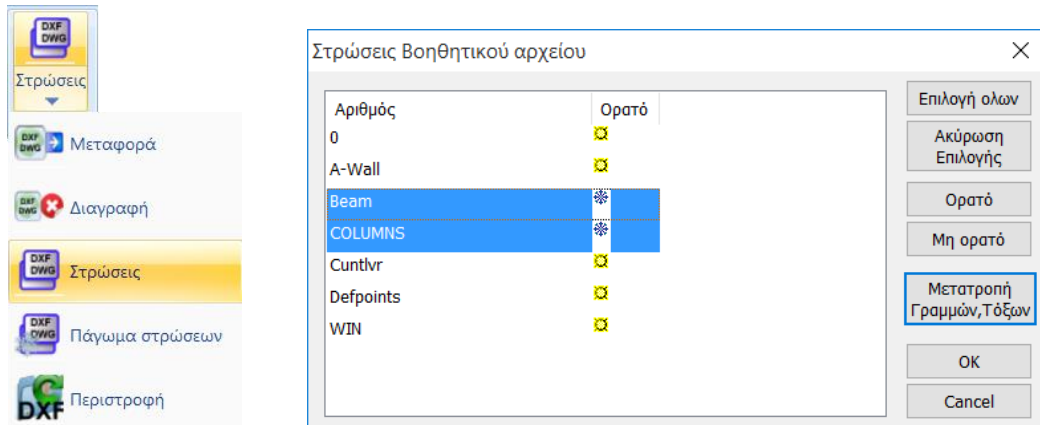 DXF
DWG
Στρώσεις
DXF
DWG
Μεταφορά
DXF
DWG
Διαγραφή
DXF
DWG
Στρώσεις
DXF
DWG
Πάγωμα στρώσεων
DXF
Περιστροφή
Στρώσεις Βοηθητικού αρχείου
Αριθμός Ορατό
0
A-Wall
Beam
COLUMNS
Cuntlvr
Defpoints
WIN
Επιλογή ολων
Ακύρωση
Επιλογής
Ορατό
Μη ορατό
Μετατροπή
Γραμμών,Τόξων
OK
Cancel